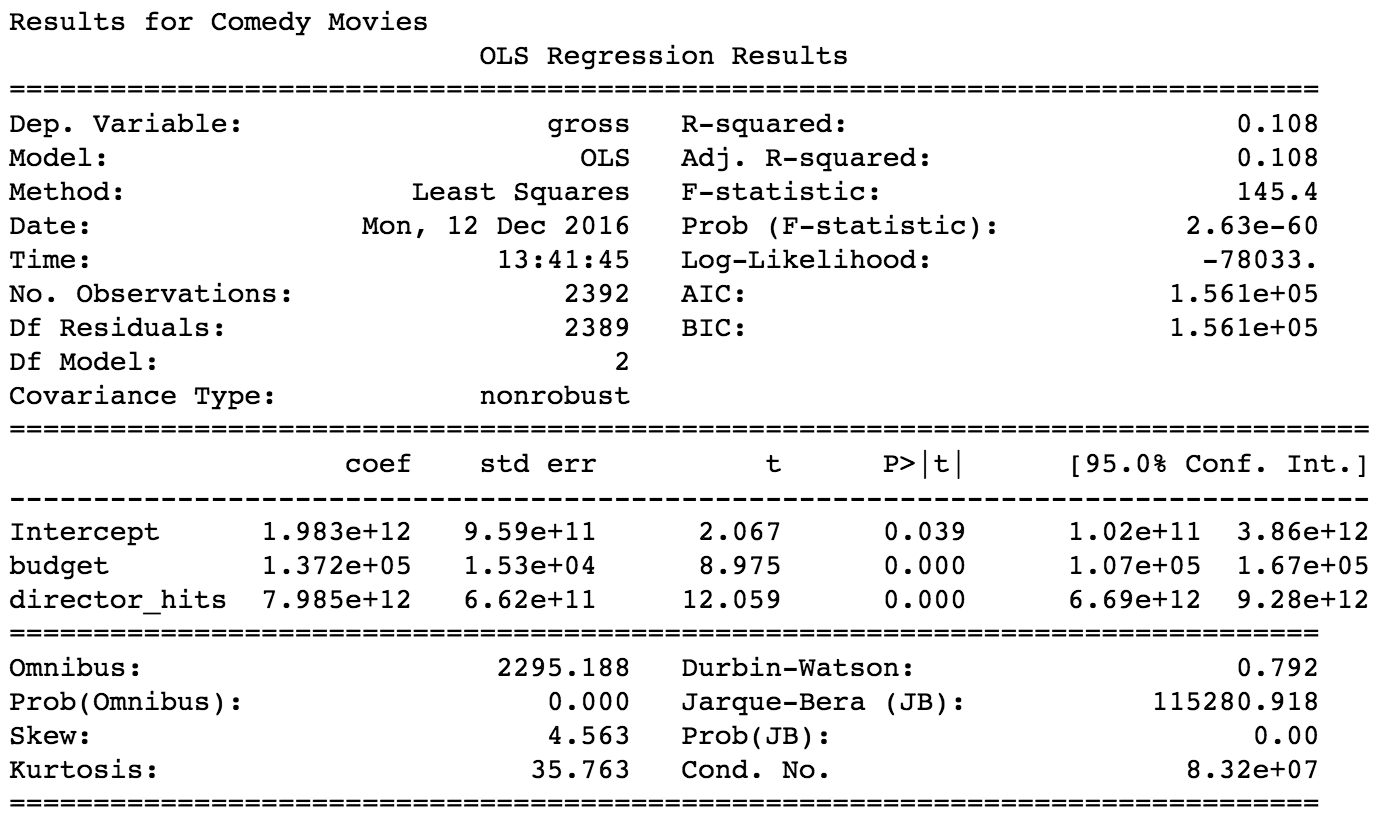 Results for Comedy Movies
OLS Regression Results
==============================================================================
Dep. Variable: gross R-squared: 0.108
Model: OLS Adj. R-squared: 0.108
Method: Least Squares F-statistic: 145.4
Date: Mon, 12 Dec 2016 Prob (F-statistic): 2.63e-60
Time: 13:41:45 Log-Likelihood: -78033.
No. Observations: 2392 AIC: 1.561e+05
Df Residuals: 2389 BIC: 1.561e+05
Df Model: 2
Covariance Type: nonrobust
=================================================================================
coef std err t P>|t| [95.0% Conf. Int.]
---------------------------------------------------------------------------------
Intercept 1.983e+12 9.59e+11 2.067 0.039 1.02e+11 3.86e+12
budget 1.372e+05 1.53e+04 8.975 0.000 1.07e+05 1.67e+05
director_hits 7.985e+12 6.62e+11 12.059 0.000 6.69e+12 9.28e+12
==============================================================================
Omnibus: 2295.188 Durbin-Watson: 0.792
Prob(Omnibus): 0.000 Jarque-Bera (JB): 115280.918
Skew: 4.563 Prob(JB): 0.00
Kurtosis: 35.763 Cond. No. 8.32e+07
==============================================================================